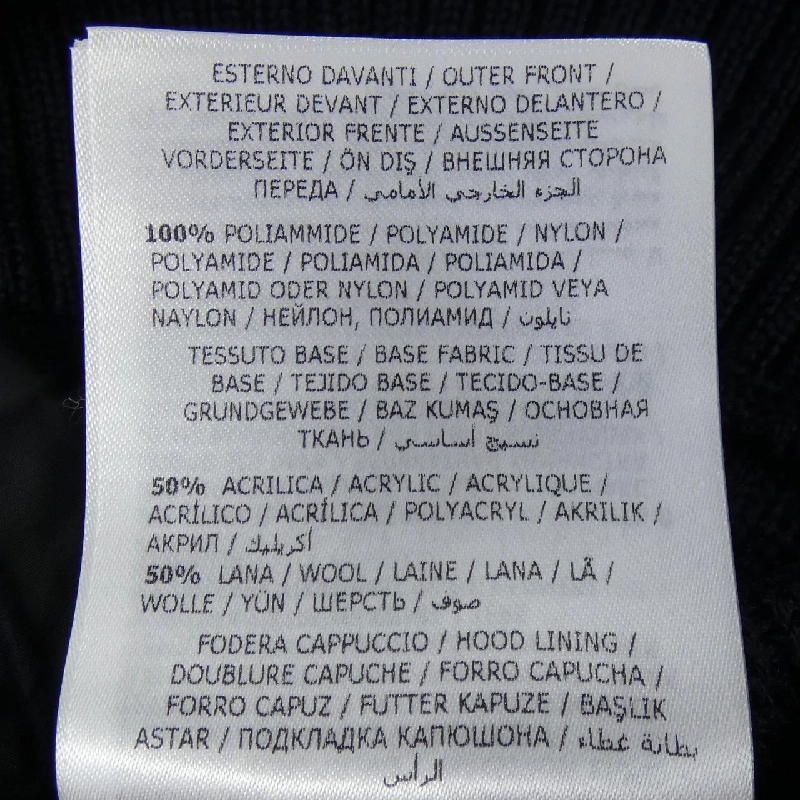 ESTERNO DAVANTI / OUTER FRONT /
EXTERIEUR DEVANT / EXTERNO DELANTERO /
EXTERIOR FRENTE / AUSSENSEITE
VORDERSEITE / ÖN DIŞ / ВНЕШНЯЯ СТОРОНА
ПЕРЕДА / الجزء الخارجي الأمامي
100% POLIAMMIDE / POLYAMIDE / NYLON /
POLYAMIDE / POLIAMIDA / POLIAMIDA /
POLYAMID ODER NYLON / POLYAMID VEYA
NAYLON / НЕЙЛОН, ПОЛИАМИД / نايلون
TESSUTO BASE / BASE FABRIC / TISSU DE
BASE / TEJIDO BASE / TECIDO-BASE /
GRUNDGEWEBE / BAZ KUMAŞ / ОСНОВНАЯ
ТКАНЬ / نسيج أساسي
50% ACRILICA / ACRYLIC / ACRYLIQUE /
ACRÍLICO / ACRÍLICA / POLYACRYL / AKRILIK /
АКРИЛ / أكريليك
50% LANA / WOOL / LAINE / LANA / LÃ /
WOLLE / YÜN / ШЕРСТЬ / صوف
FODERA CAPPUCCIO / HOOD LINING /
DOUBLURE CAPUCHE / FORRO CAPUCHA /
FORRO CAPUZ / FUTTER KAPUZE / BAŞLIK
ASTAR / ПОДКЛАДКА КАПЮШОНА / بطانة غطاء
الرأس